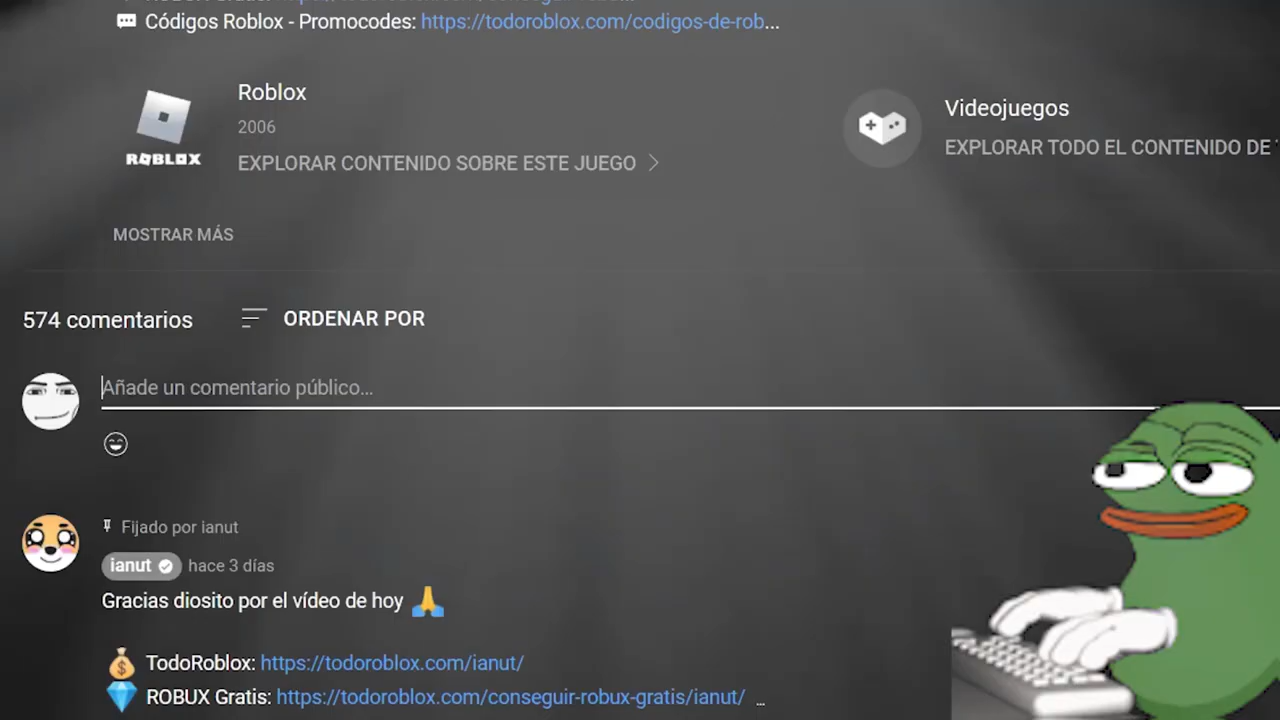 Códigos Roblox - Promocodes: https://todoroblox.com/codigos-de-rob...
Roblox
2006
EXPLORAR CONTENIDO SOBRE ESTE JUEGO
ROBLOX
Videojuegos
EXPLORAR TODO EL CONTENIDO DE
MOSTRAR MÁS
574 comentarios
ORDENAR POR
Añade un comentario público...
Fijado por ianut
ianut hace 3 días
Gracias diosito por el vídeo de hoy
TodoRoblox: https://todoroblox.com/ianut/
ROBUX Gratis: https://todoroblox.com/conseguir-robux-gratis/ianut/ ...